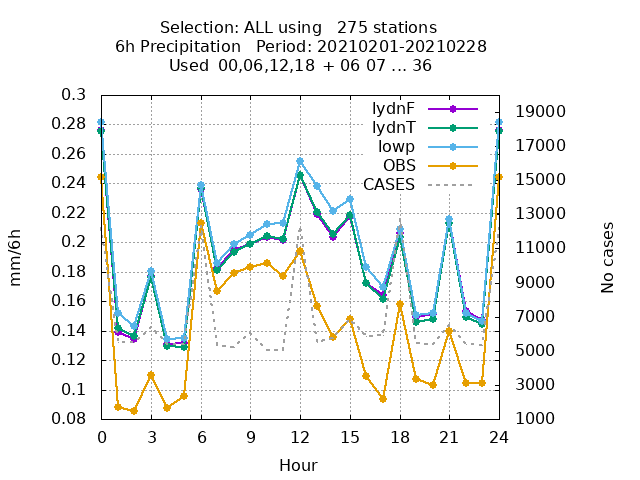 Selection: ALL using   275 stations
6h Precipitation   Period: 20210201-20210228
Used  00,06,12,18  + 06 07 ... 36
lydnF
lydnT
lowp
OBS
CASES
0.3
0.28
0.26
0.24
0.22
0.2
0.18
0.16
0.14
0.12
0.1
0.08
mm/6h
19000
17000
15000
13000
11000
9000
7000
5000
3000
1000
No cases
0 3 6 9 12 15 18 21 24
Hour